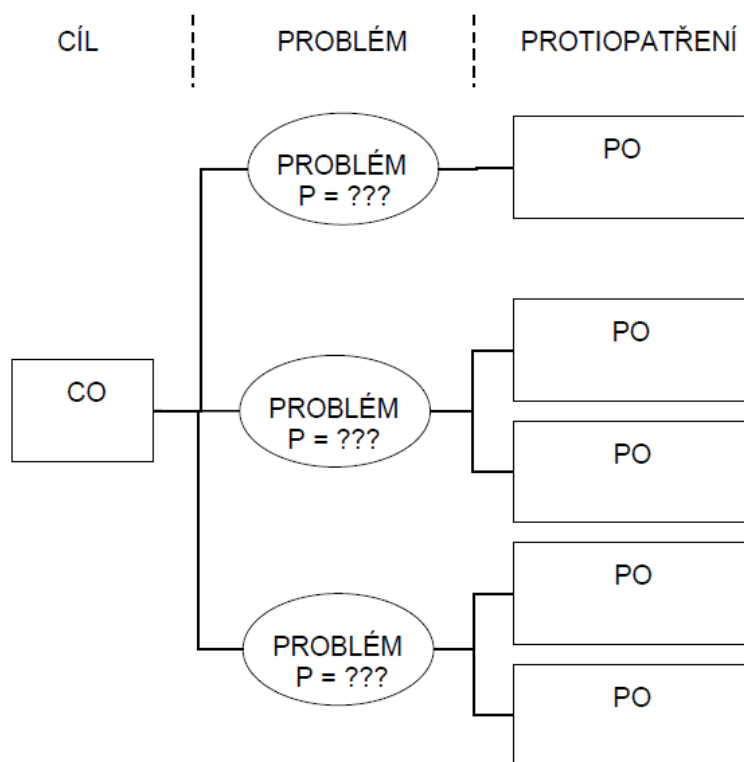 CÍL
PROBLÉM
PROTIOPATŘENÍ
PROBLÉM
P = ???
PO
CO
PROBLÉM
P = ???
PO
PO
PROBLÉM
P = ???
PO
PO